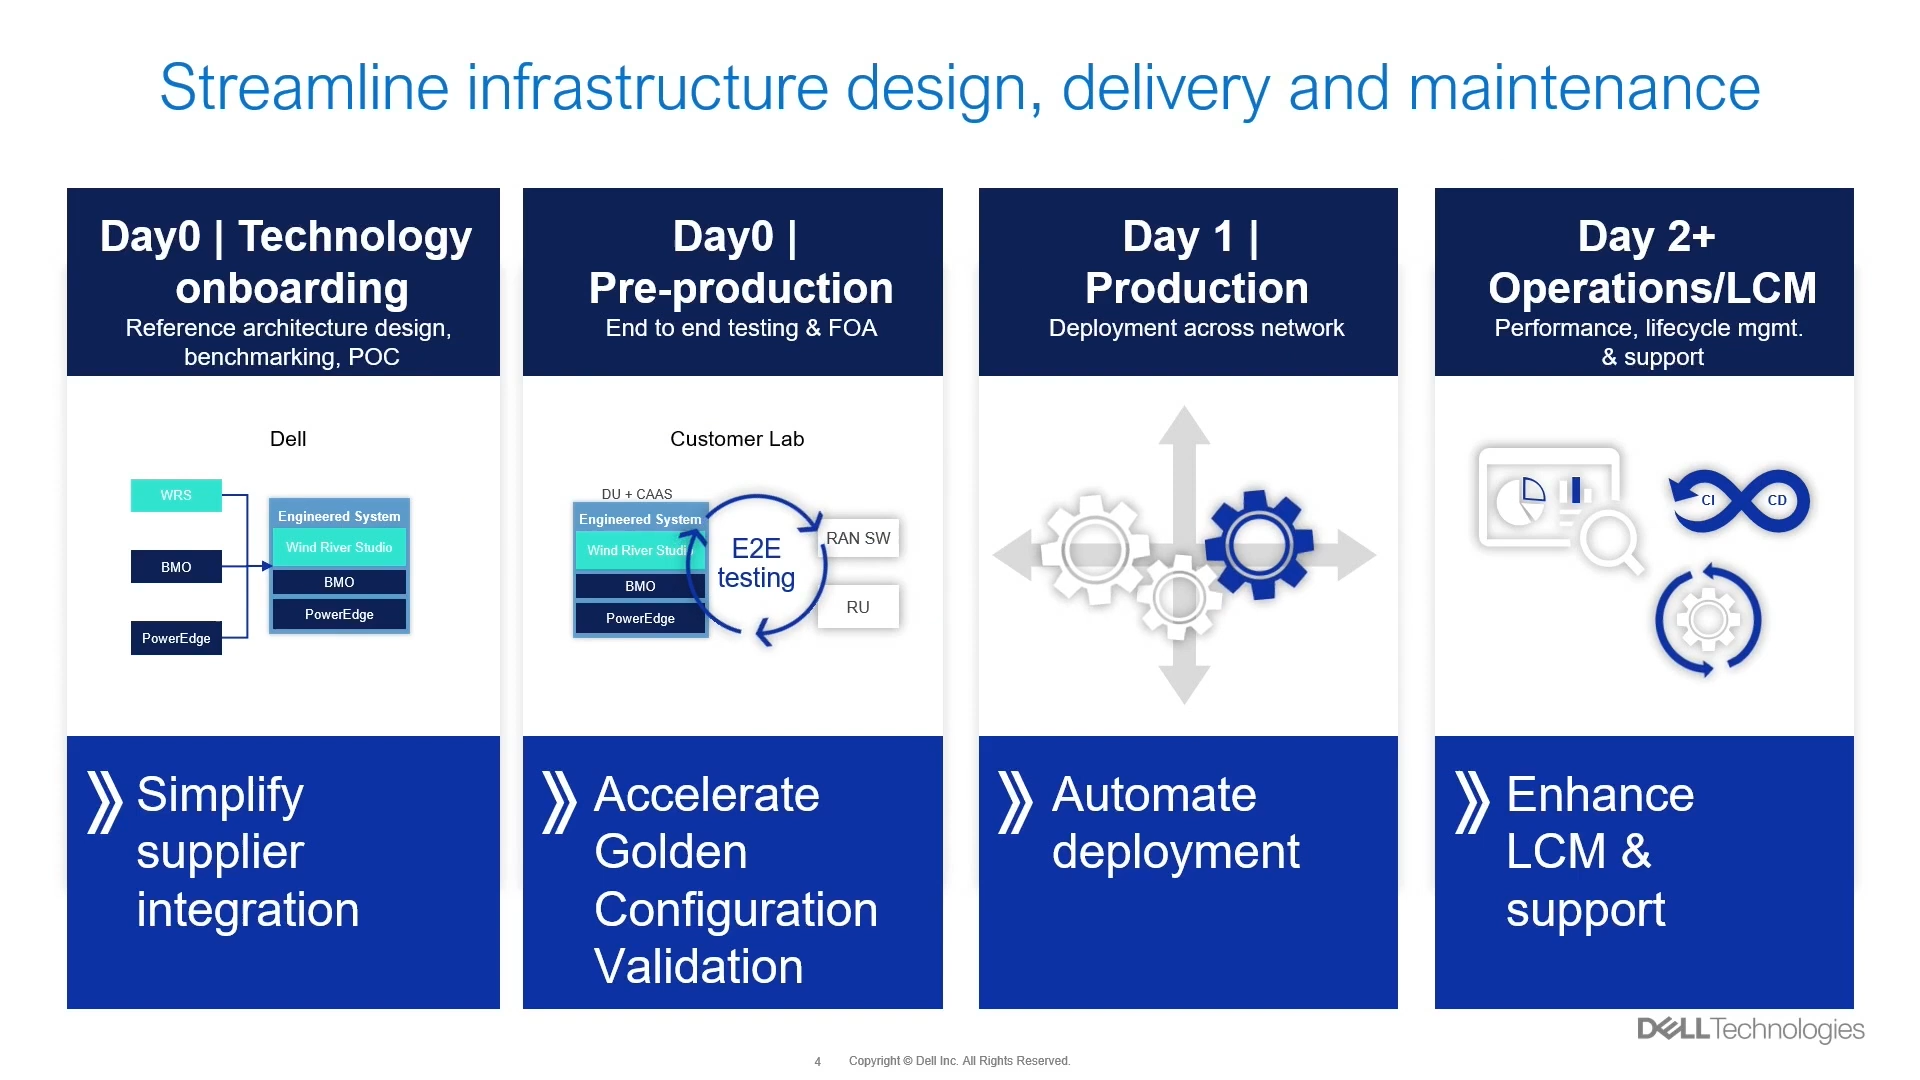 Streamline infrastructure design, delivery and maintenance
Day0 | Technology
onboarding
Reference architecture design,
benchmarking, POC
Dell
WRS
BMO
PowerEdge
Engineered System
Wind River Studio
BMO
PowerEdge
Simplify
supplier
integration
Day0 |
Pre-production
End to end testing & FOA
Customer Lab
DU + CAAS
Engineered System
Wind River Studio
BMO
PowerEdge
E2E
testing
RAN SW
RU
Accelerate
Golden
Configuration
Validation
Day 1 |
Production
Deployment across network
Automate
deployment
Day 2+
Operations/LCM
Performance, lifecycle mgmt.
& support
CI
CD
Enhance
LCM &
support
DELL Technologies
4 Copyright © Dell Inc. All Rights Reserved.